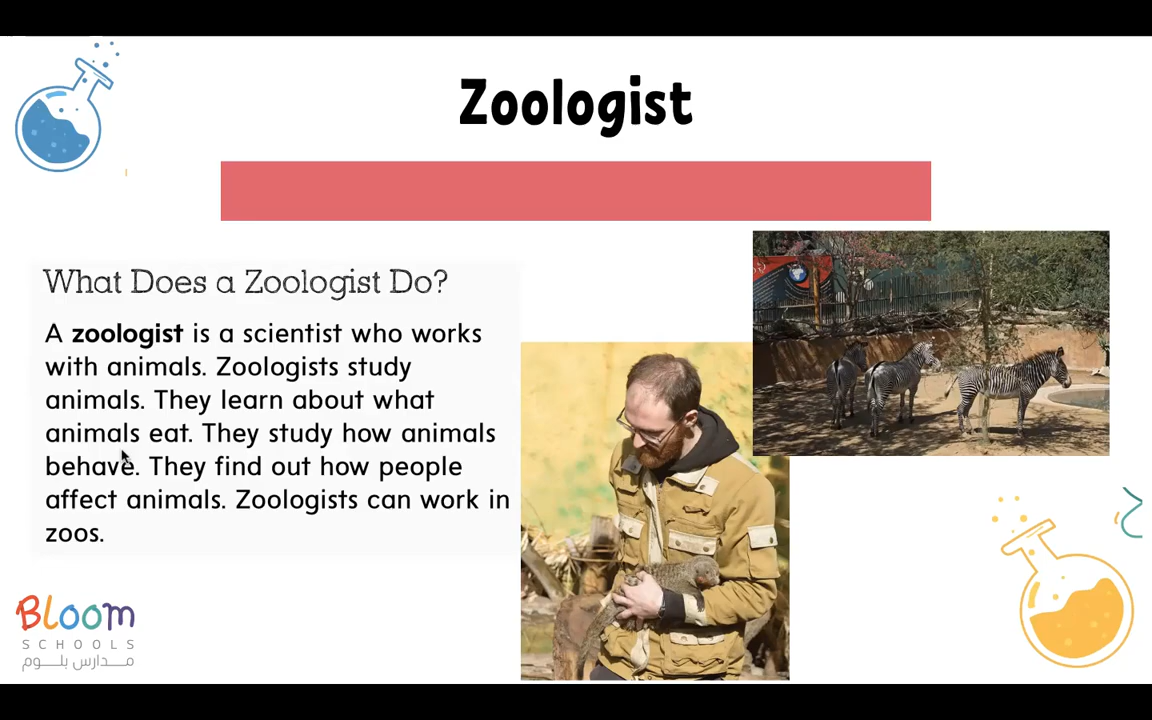 Zoologist
What Does a Zoologist Do?
A zoologist is a scientist who works
with animals. Zoologists study
animals. They learn about what
animals eat. They study how animals
behave. They find out how people
affect animals. Zoologists can work in
zoos.
Bloom
SCHOOLS
مدارس بلوم